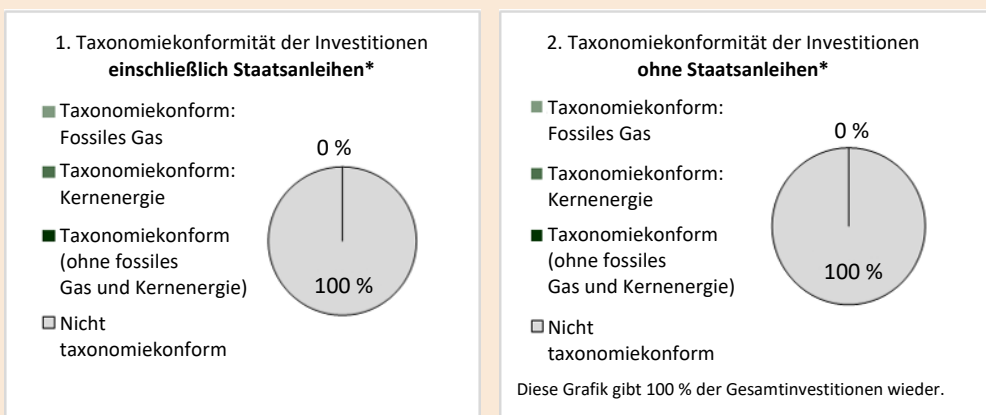 1. Taxonomiekonformität der Investitionen
einschließlich Staatsanleihen*
Taxonomiekonform:
Fossiles Gas
Taxonomiekonform:
Kernenergie
Taxonomiekonform
(ohne fossiles
Gas und Kernenergie)
Nicht
taxonomiekonform
0 %
100 %
2. Taxonomiekonformität der Investitionen
ohne Staatsanleihen*
Taxonomiekonform:
Fossiles Gas
Taxonomiekonform:
Kernenergie
Taxonomiekonform
(ohne fossiles
Gas und Kernenergie)
Nicht
taxonomiekonform
0 %
100 %
Diese Grafik gibt 100 % der Gesamtinvestitionen wieder.